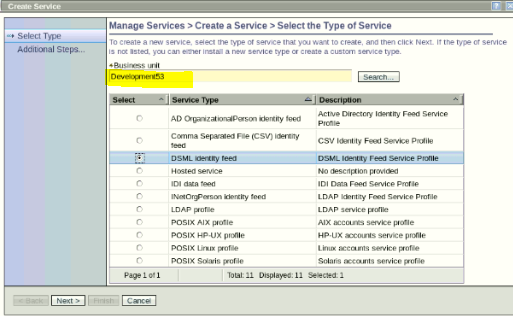 Create Service
Manage Services > Create a Service > Select the Type of Service
Select Type
Additional Steps...
To create a new service, select the type of service that you want to create, and then click Next. If the type of service
is not listed, you can either install a new service type or create a custom service type.
*Business unit
Development53
Search...
Select Service Type Description
AD OrganizationalPerson identity feed Active Directory Identity Feed Service
Profile
Comma Separated File (CSV) identity
feed CSV Identity Feed Service Profile
DSML identity feed DSML Identity Feed Service Profile
Hosted service No description provided
IDI data feed IDI Data Feed Service Profile
INetOrgPerson identity feed LDAP Identity Feed Service Profile
LDAP profile LDAP service profile
POSIX AIX profile AIX accounts service profile
POSIX HP-UX profile HP-UX accounts service profile
POSIX Linux profile Linux accounts service profile
POSIX Solaris profile Solaris accounts service profile
Page 1 of 1 Total: 11 Displayed: 11 Selected: 1
< Back Next > Finish Cancel